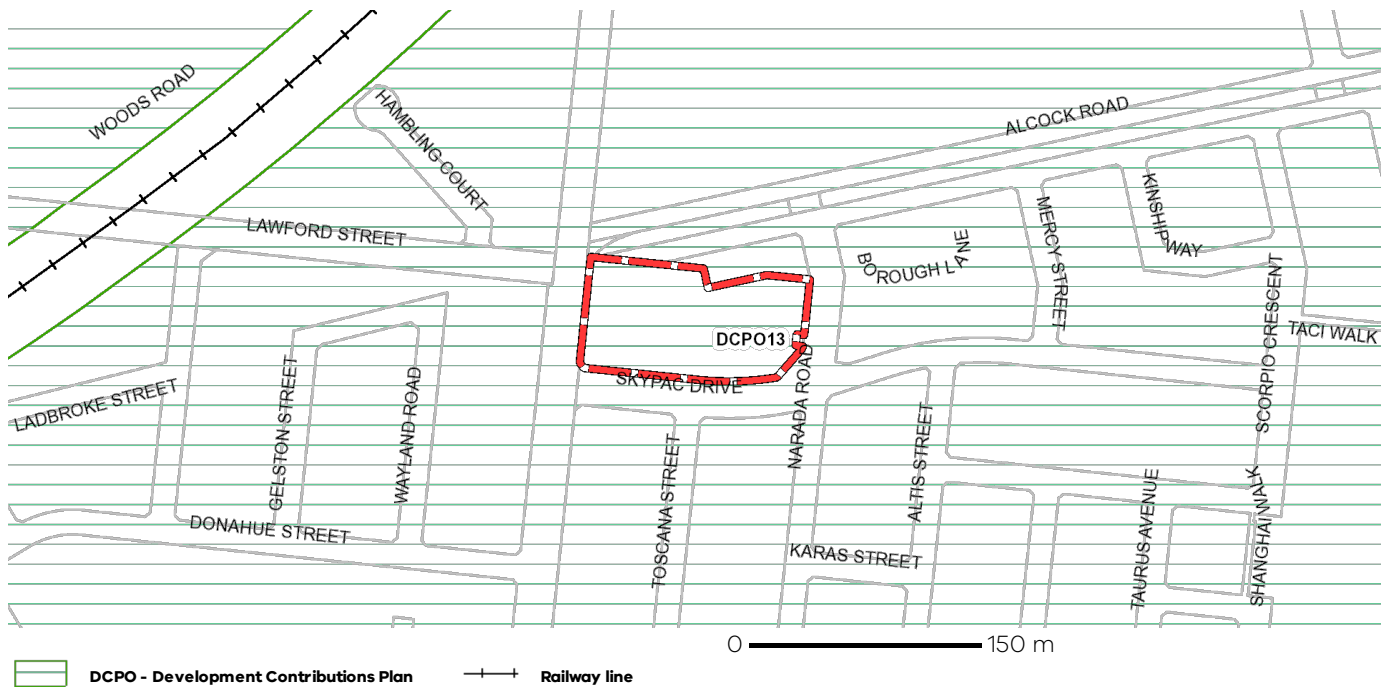 WOODS ROAD
HAMBLING COURT
ALCOCK ROAD
LAWFORD STREET
KINSHIP WAY
MERCY STREET
BOROUGH LANE
SCORPIO CRESCENT
TACI WALK
DCPO13
SKYPAC DRIVE
NARADA ROAD
LADBROKE STREET
GELSTON STREET
WAYLAND ROAD
ALTIS STREET
TOSCANA STREET
DONAHUE STREET
KARAS STREET
TAURUS AVENUE
SHANGHAI WALK
0 150 m
DCPO - Development Contributions Plan
Railway line